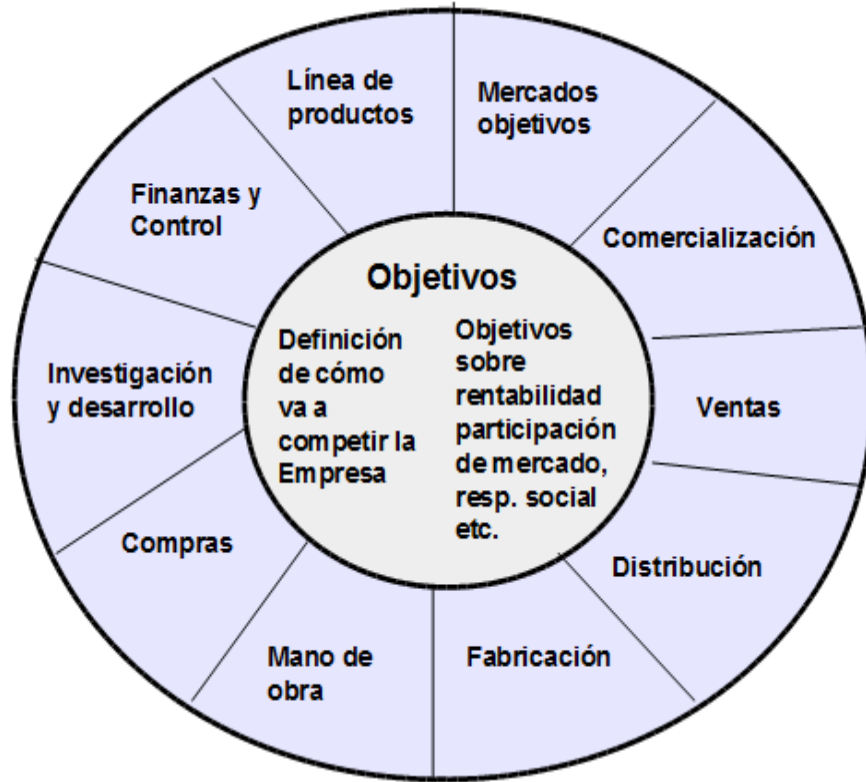 Línea de
productos
Mercados
objetivos
Comercialización
Ventas
Distribución
Fabricación
Mano de
obra
Compras
Investigación
y desarrollo
Finanzas y
Control
Objetivos
Definición
de cómo
va a
competir la
Empresa
Objetivos
sobre
rentabilidad
participación
de mercado,
resp. social
etc.